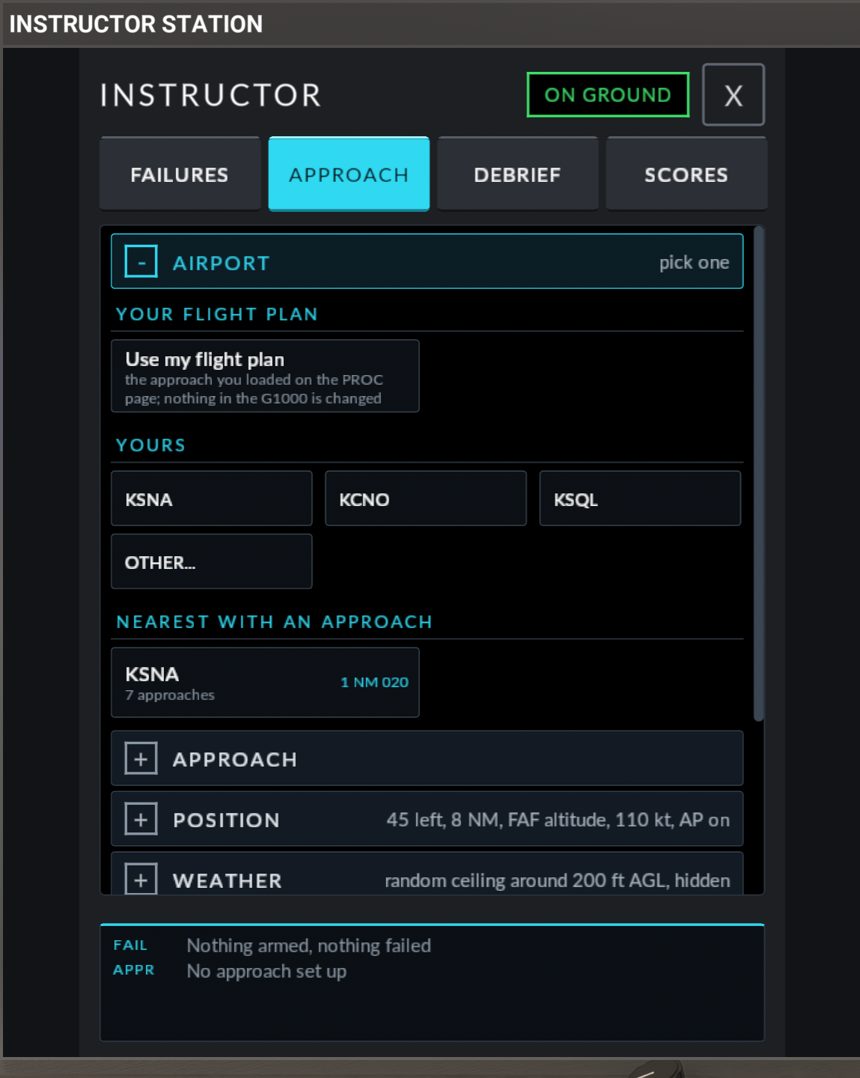 INSTRUCTOR STATION
INSTRUCTOR
ON GROUND
X
FAILURES
APPROACH
DEBRIEF
SCORES
- AIRPORT pick one
YOUR FLIGHT PLAN
Use my flight plan
the approach you loaded on the PROC
page; nothing in the G1000 is changed
YOURS
KSNA
KCNO
KSQL
OTHER...
NEAREST WITH AN APPROACH
KSNA
7 approaches
1 NM 020
+ APPROACH
+ POSITION 45 left, 8 NM, FAF altitude, 110 kt, AP on
+ WEATHER random ceiling around 200 ft AGL, hidden
FAIL Nothing armed, nothing failed
APPR No approach set up